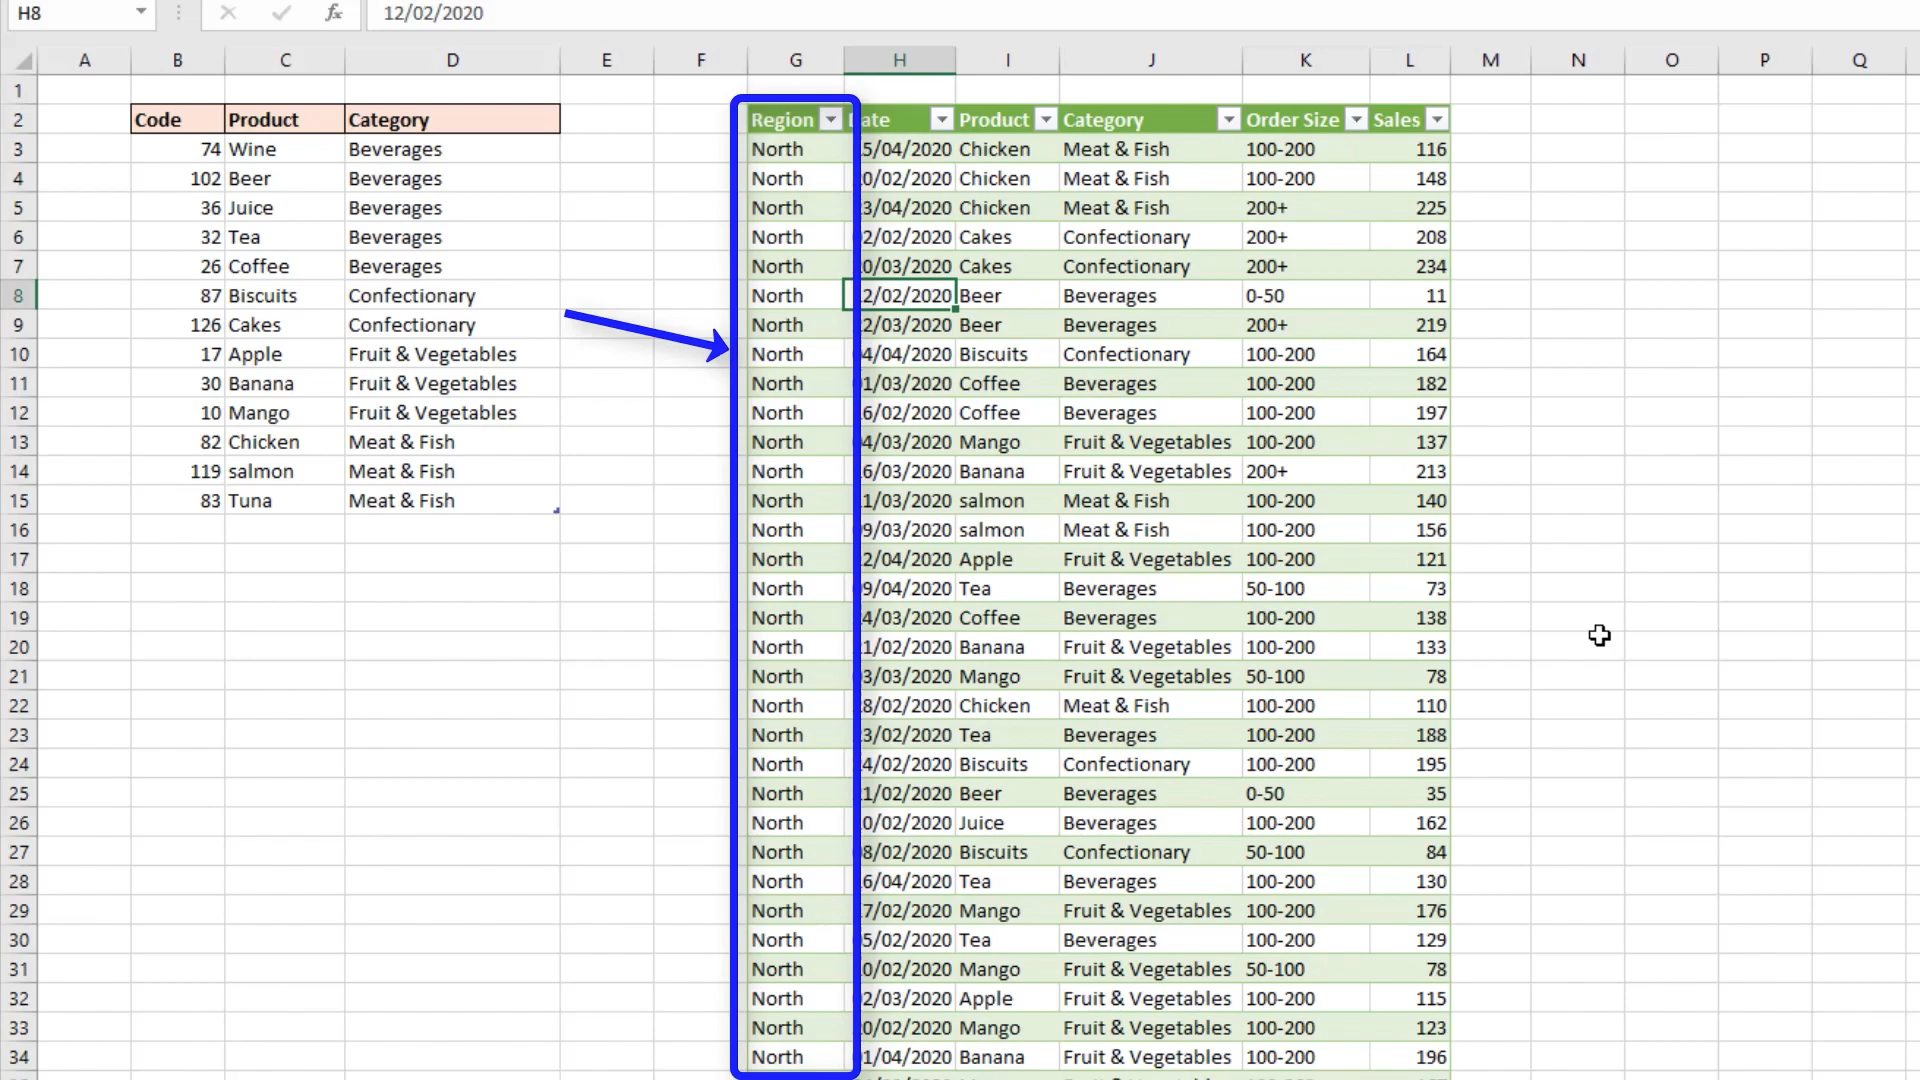 H8 fx 12/02/2020
A B C D E F G H I J K L M N O P Q
1
2 Code Product Category Region Date Product Category Order Size Sales
3 74 Wine Beverages North 15/04/2020 Chicken Meat & Fish 100-200 116
4 102 Beer Beverages North 0/02/2020 Chicken Meat & Fish 100-200 148
5 36 Juice Beverages North 3/04/2020 Chicken Meat & Fish 200+ 225
6 32 Tea Beverages North 02/02/2020 Cakes Confectionary 200+ 208
7 26 Coffee Beverages North 0/03/2020 Cakes Confectionary 200+ 234
8 87 Biscuits Confectionary North 12/02/2020 Beer Beverages 0-50 11
9 126 Cakes Confectionary North 2/03/2020 Beer Beverages 200+ 219
10 17 Apple Fruit & Vegetables North 04/04/2020 Biscuits Confectionary 100-200 164
11 30 Banana Fruit & Vegetables North 01/03/2020 Coffee Beverages 100-200 182
12 10 Mango Fruit & Vegetables North 6/02/2020 Coffee Beverages 100-200 197
13 82 Chicken Meat & Fish North 04/03/2020 Mango Fruit & Vegetables 100-200 137
14 119 salmon Meat & Fish North 6/03/2020 Banana Fruit & Vegetables 200+ 213
15 83 Tuna Meat & Fish North 1/03/2020 salmon Meat & Fish 100-200 140
16 North 09/03/2020 salmon Meat & Fish 100-200 156
17 North 2/04/2020 Apple Fruit & Vegetables 100-200 121
18 North 09/04/2020 Tea Beverages 50-100 73
19 North 4/03/2020 Coffee Beverages 100-200 138
20 North 1/02/2020 Banana Fruit & Vegetables 100-200 133
21 North 03/03/2020 Mango Fruit & Vegetables 50-100 78
22 North 8/02/2020 Chicken Meat & Fish 100-200 110
23 North 3/02/2020 Tea Beverages 100-200 188
24 North 4/02/2020 Biscuits Confectionary 100-200 195
25 North 1/02/2020 Beer Beverages 0-50 35
26 North 0/02/2020 Juice Beverages 100-200 162
27 North 08/02/2020 Biscuits Confectionary 50-100 84
28 North 6/04/2020 Tea Beverages 100-200 130
29 North 7/02/2020 Mango Fruit & Vegetables 100-200 176
30 North 05/02/2020 Tea Beverages 100-200 129
31 North 0/02/2020 Mango Fruit & Vegetables 50-100 78
32 North 02/03/2020 Apple Fruit & Vegetables 100-200 115
33 North 0/02/2020 Mango Fruit & Vegetables 100-200 123
34 North 01/04/2020 Banana Fruit & Vegetables 100-200 196